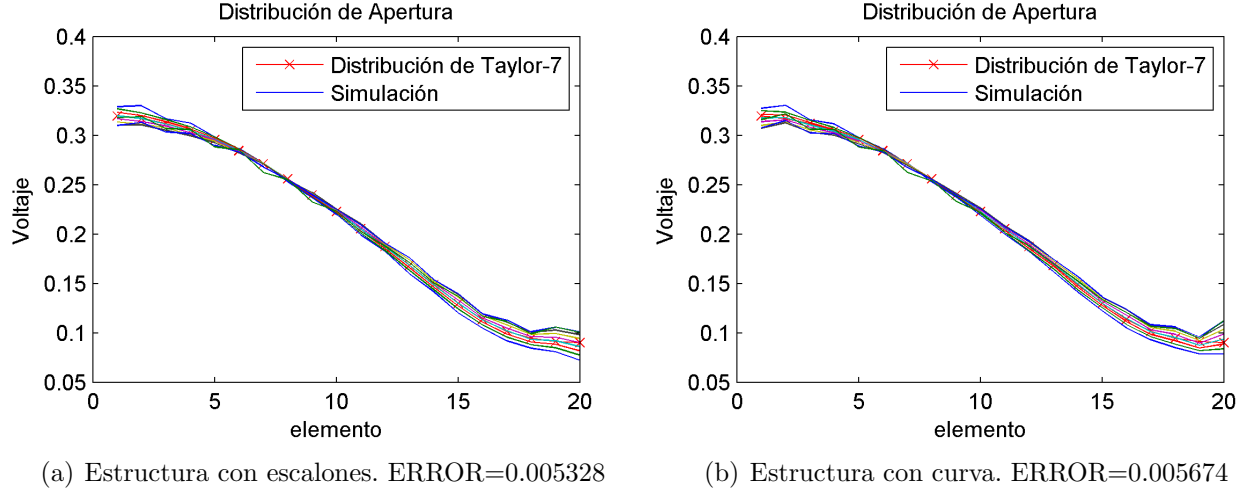 Distribución de Apertura
0.4
0.35
0.3
0.25
0.2
0.15
0.1
0.05
Voltaje
Distribución de Taylor-7
Simulación
0 5 10 15 20
elemento
(a) Estructura con escalones. ERROR=0.005328
Distribución de Apertura
0.4
0.35
0.3
0.25
0.2
0.15
0.1
0.05
Voltaje
Distribución de Taylor-7
Simulación
0 5 10 15 20
elemento
(b) Estructura con curva. ERROR=0.005674